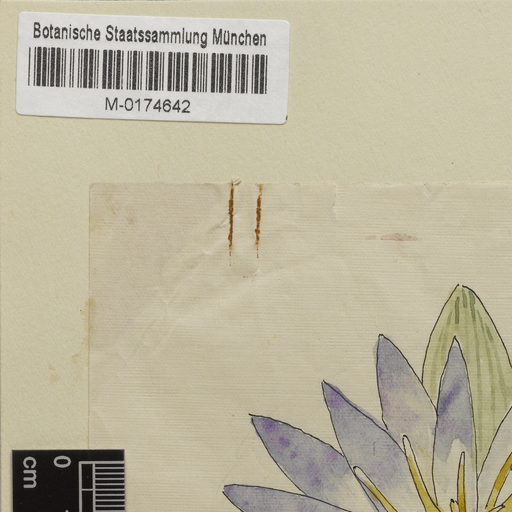 Botanische Staatssammlung München
M-0174642
0
cm